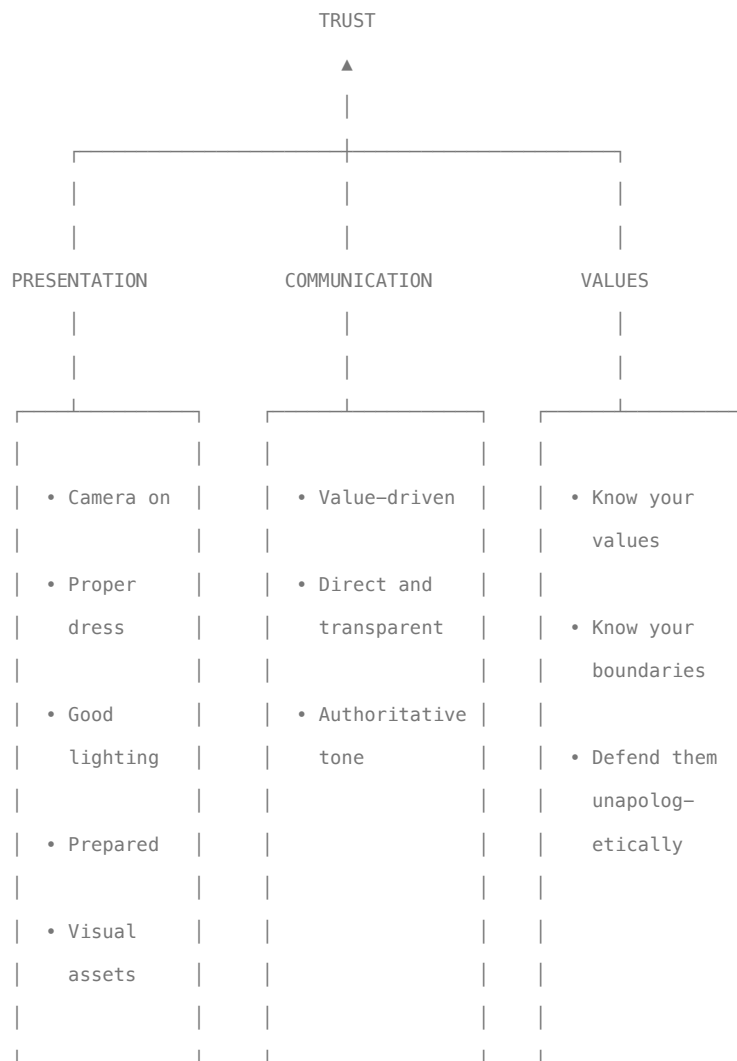 TRUST
PRESENTATION
COMMUNICATION
VALUES
• Camera on
• Proper
dress
• Good
lighting
• Prepared
• Visual
assets
• Value–driven
• Direct and
transparent
• Authoritative
tone
• Know your
values
• Know your
boundaries
• Defend them
unapolog–
etically